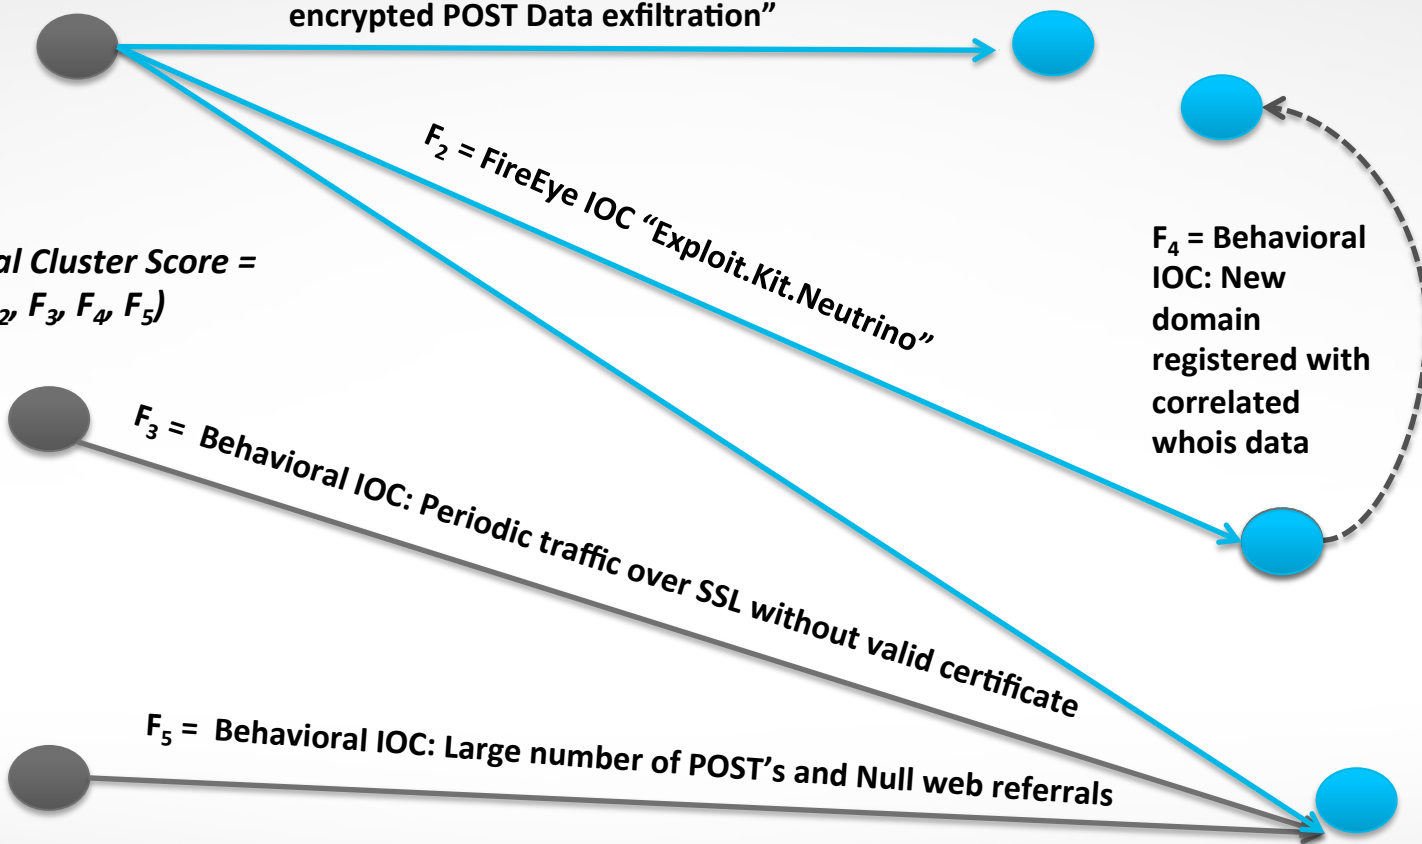 encrypted POST Data exfiltration”
F2 = FireEye IOC “Exploit.Kit.Neutrino”
F4 = Behavioral
IOC: New
domain
registered with
correlated
whois data
al Cluster Score =
2, F3, F4, F5)
F3 = Behavioral IOC: Periodic traffic over SSL without valid certificate
F5 = Behavioral IOC: Large number of POST’s and Null web referrals